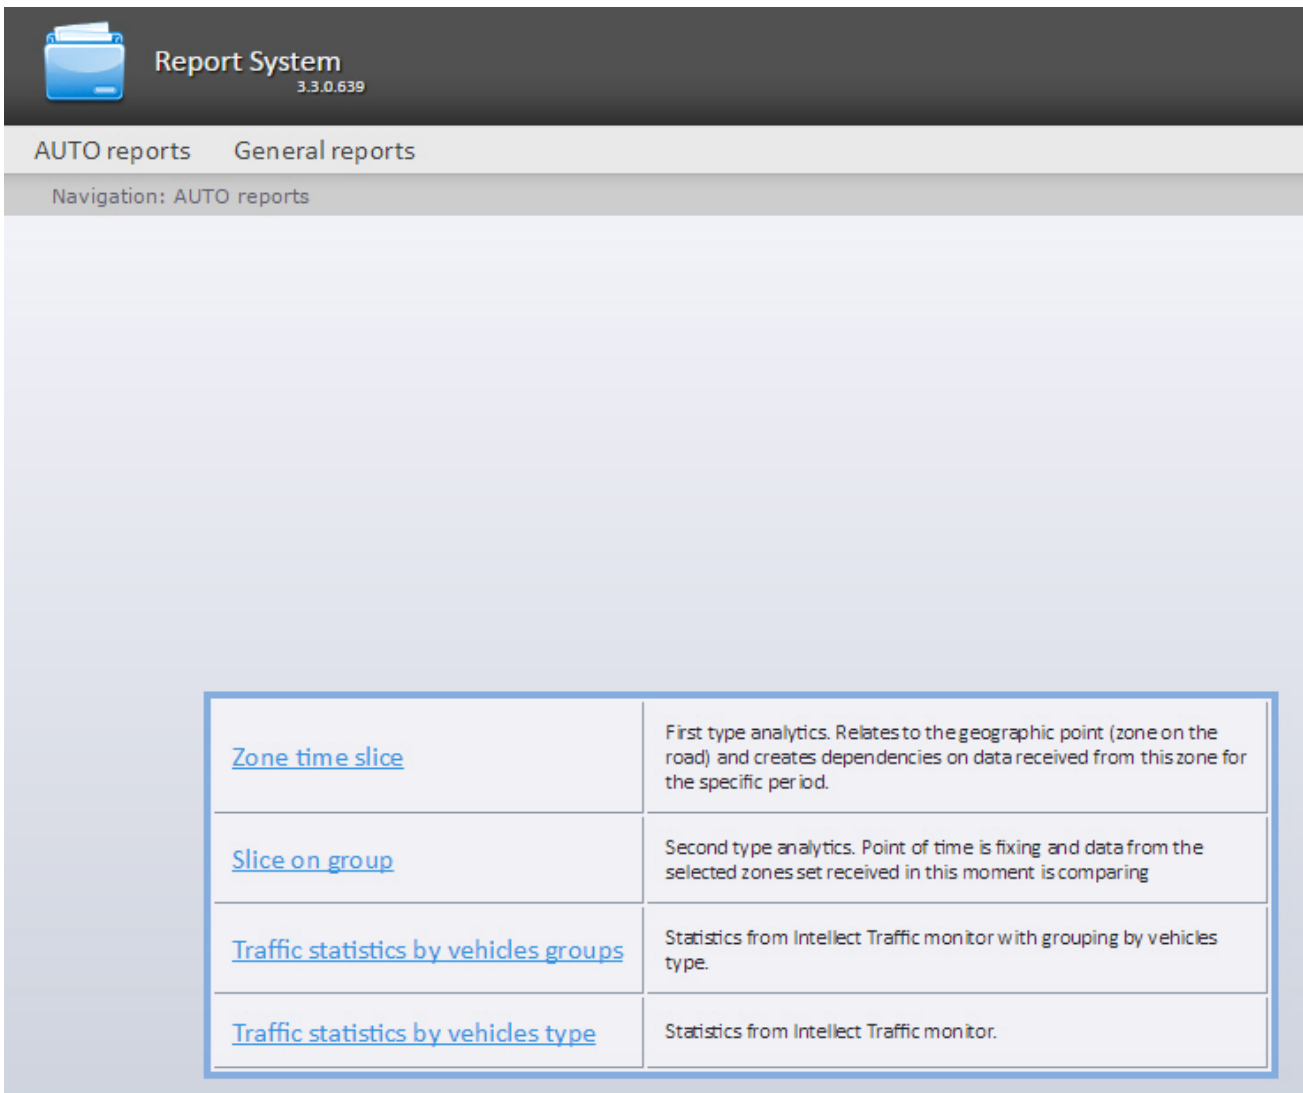 Report System
3.3.0.639
AUTO reports General reports
Navigation: AUTO reports
Zone time slice
First type analytics. Relates to the geographic point (zone on the
road) and creates dependencies on data received from this zone for
the specific period.
Slice on group
Second type analytics. Point of time is fixing and data from the
selected zones set received in this moment is comparing
Traffic statistics by vehicles groups
Statistics from Intellect Traffic monitor with grouping by vehicles
type.
Traffic statistics by vehicles type
Statistics from Intellect Traffic monitor.